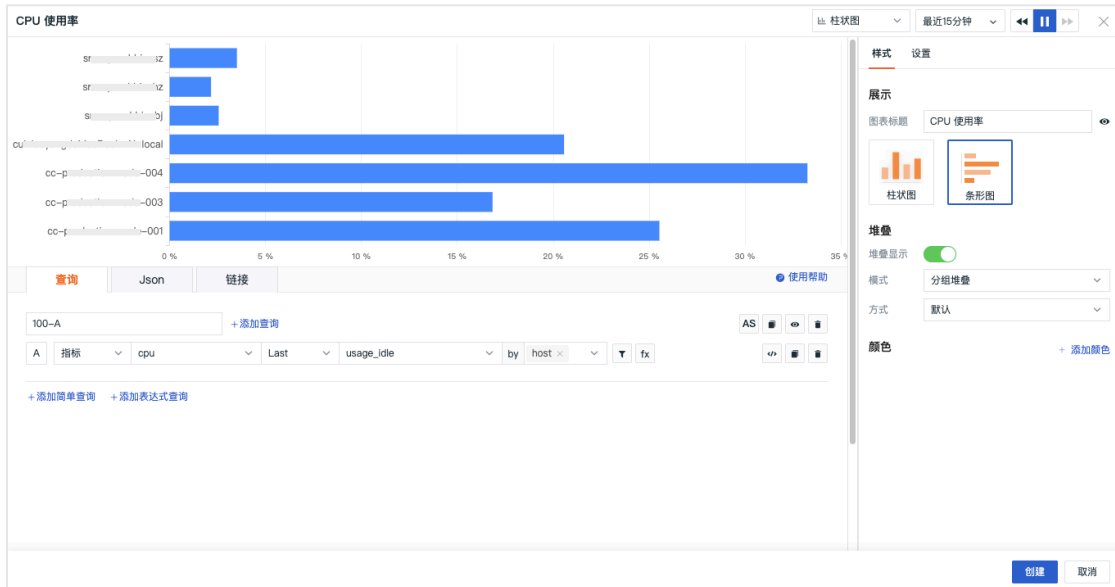 CPU 使用率
柱状图
最近15分钟
样式
设置
展示
图表标题
CPU 使用率
柱状图
条形图
堆叠
堆叠显示
模式
分组堆叠
方式
默认
颜色
+ 添加颜色
sz
nz
bj
local
-004
-003
-001
0 %
5 %
10 %
15 %
20 %
25 %
30 %
35 %
查询
Json
链接
使用帮助
100-A
+添加查询
AS
A
指标
cpu
Last
usage_idle
by
host ×
fx
</>
+添加简单查询
+添加表达式查询
创建
取消